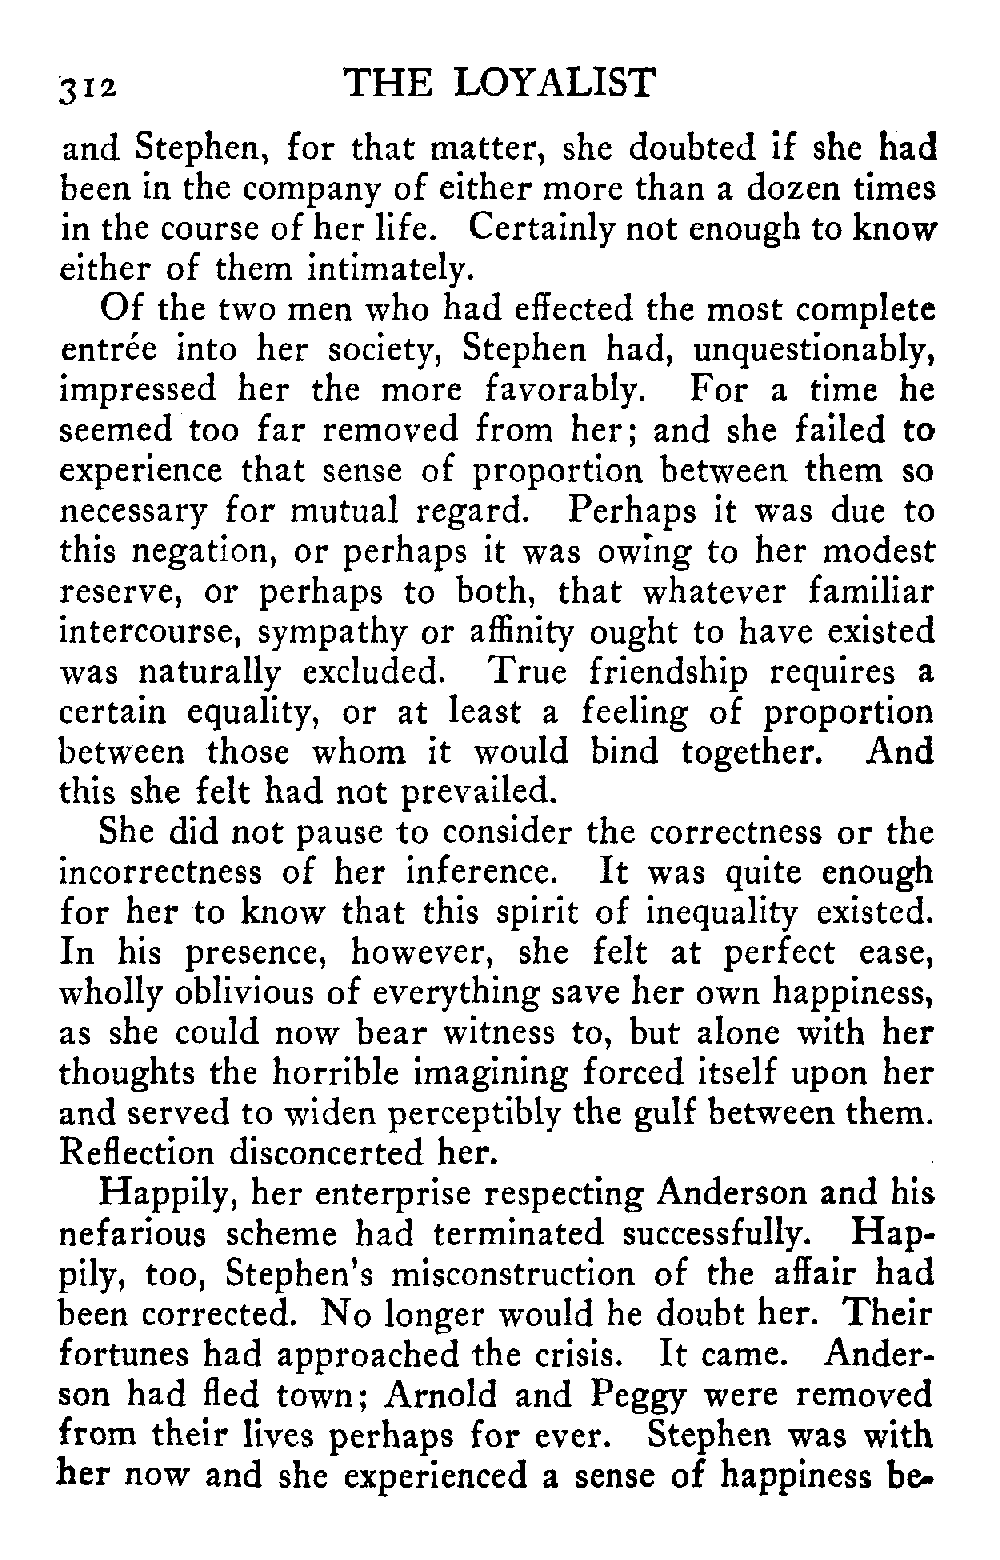 312 THE LOYALIST
and Stephen, for that matter, she doubted if she had
been in the company of either more than a dozen times
in the course of her life. Certainly not enough to know
either of them intimately.
Of the two men who had effected the most complete
entrée into her society, Stephen had, unquestionably,
impressed her the more favorably. For a time he
seemed too far removed from her; and she failed to
experience that sense of proportion between them so
necessary for mutual regard. Perhaps it was due to
this negation, or perhaps it was owing to her modest
reserve, or perhaps to both, that whatever familiar
intercourse, sympathy or affinity ought to have existed
was naturally excluded. True friendship requires a
certain equality, or at least a feeling of proportion
between those whom it would bind together. And
this she felt had not prevailed.
She did not pause to consider the correctness or the
incorrectness of her inference. It was quite enough
for her to know that this spirit of inequality existed.
In his presence, however, she felt at perfect ease,
wholly oblivious of everything save her own happiness,
as she could now bear witness to, but alone with her
thoughts the horrible imagining forced itself upon her
and served to widen perceptibly the gulf between them.
Reflection disconcerted her.
Happily, her enterprise respecting Anderson and his
nefarious scheme had terminated successfully. Hap-
pily, too, Stephen's misconstruction of the affair had
been corrected. No longer would he doubt her. Their
fortunes had approached the crisis. It came. Ander-
son had fled town; Arnold and Peggy were removed
from their lives perhaps for ever. Stephen was with
her now and she experienced a sense of happiness be-